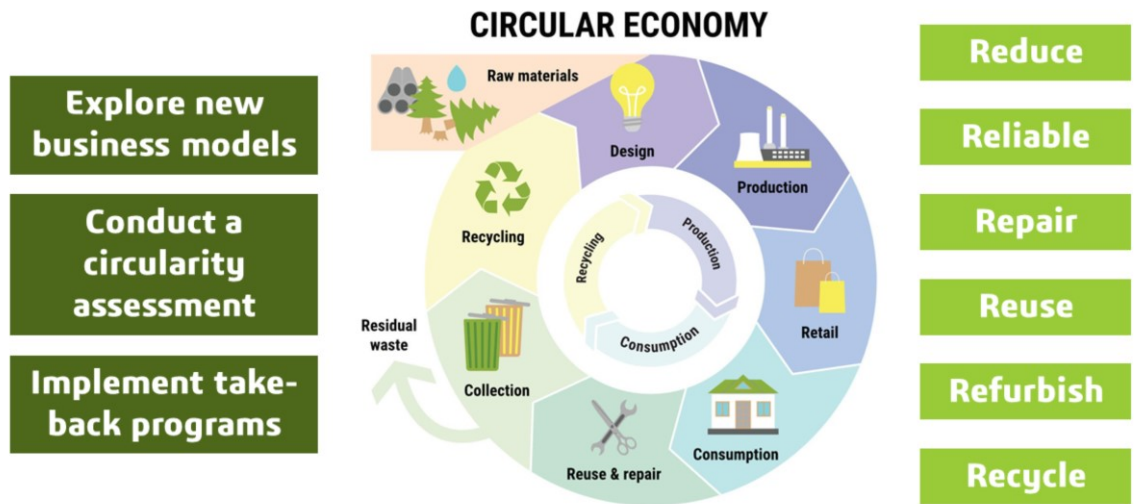 CIRCULAR ECONOMY
Explore new
business models
Conduct a
circularity
assessment
Implement take-
back programs
Raw materials
Design
Production
Retail
Consumption
Reuse & repair
Collection
Residual
waste
Recycling
Production
Consumption
Recycling
Reduce
Reliable
Repair
Reuse
Refurbish
Recycle